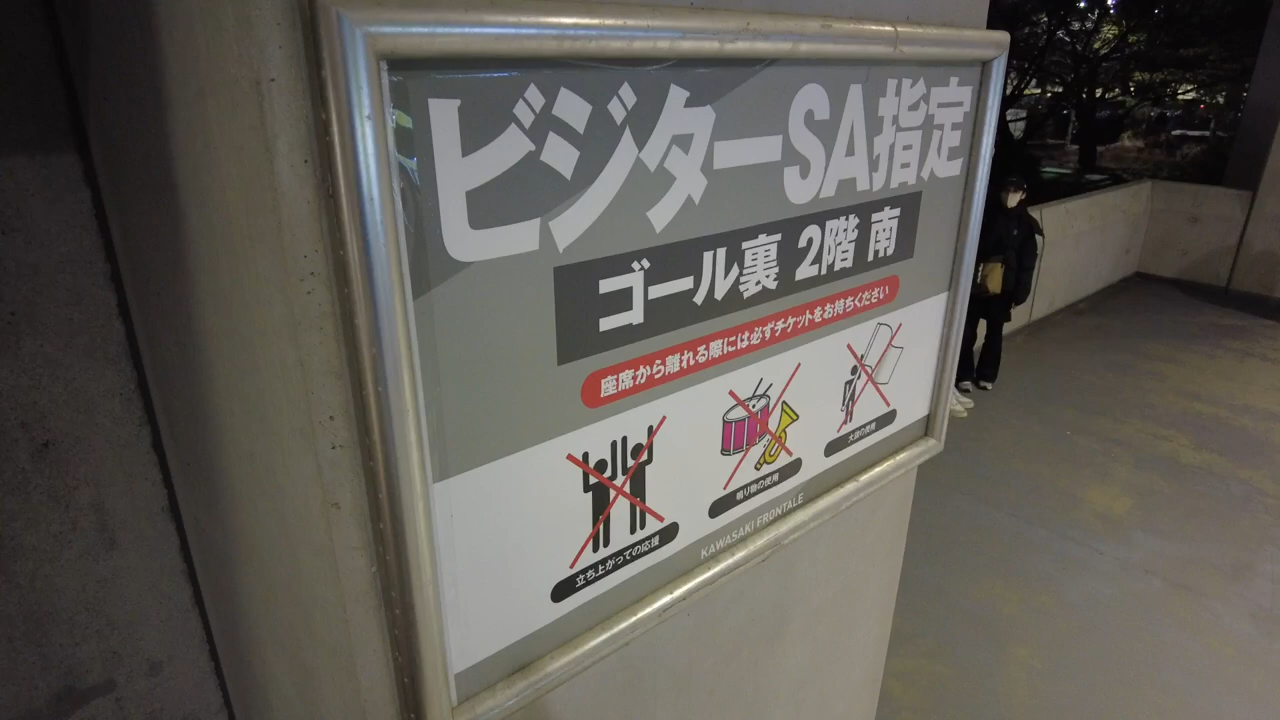 ビジターSA指定
ゴール裏 2階 南
座席から離れる際には必ずチケットをお持ちください
立ち上がっての応援
鳴り物の使用
大旗の使用
KAWASAKI FRONTALE